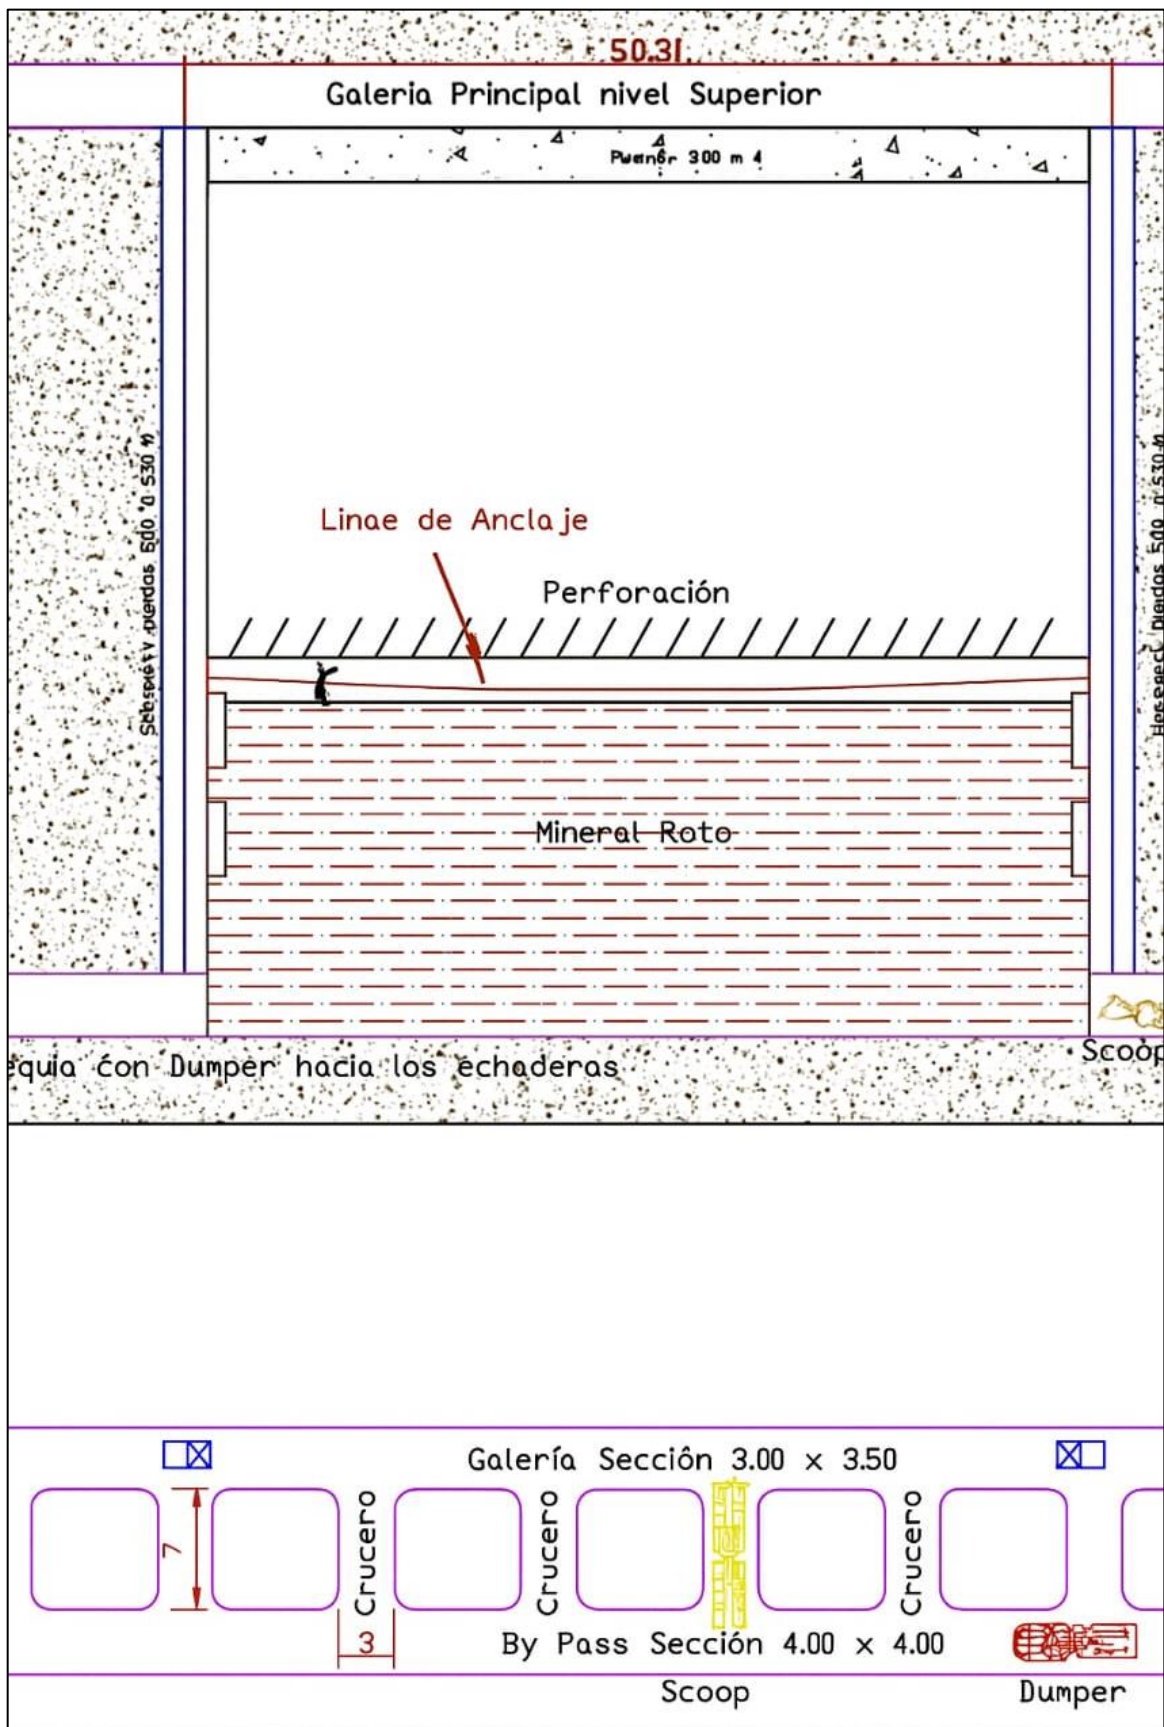 50.31
Galeria Principal nivel Superior
300 m 4
Linae de Anclaje
Perforación
Mineral Roto
Scoop
equia con Dumper hacia los echaderas
Galería Sección 3.00 x 3.50
7
Crucero
Crucero
Crucero
3
By Pass Sección 4.00 x 4.00
Scoop
Dumper